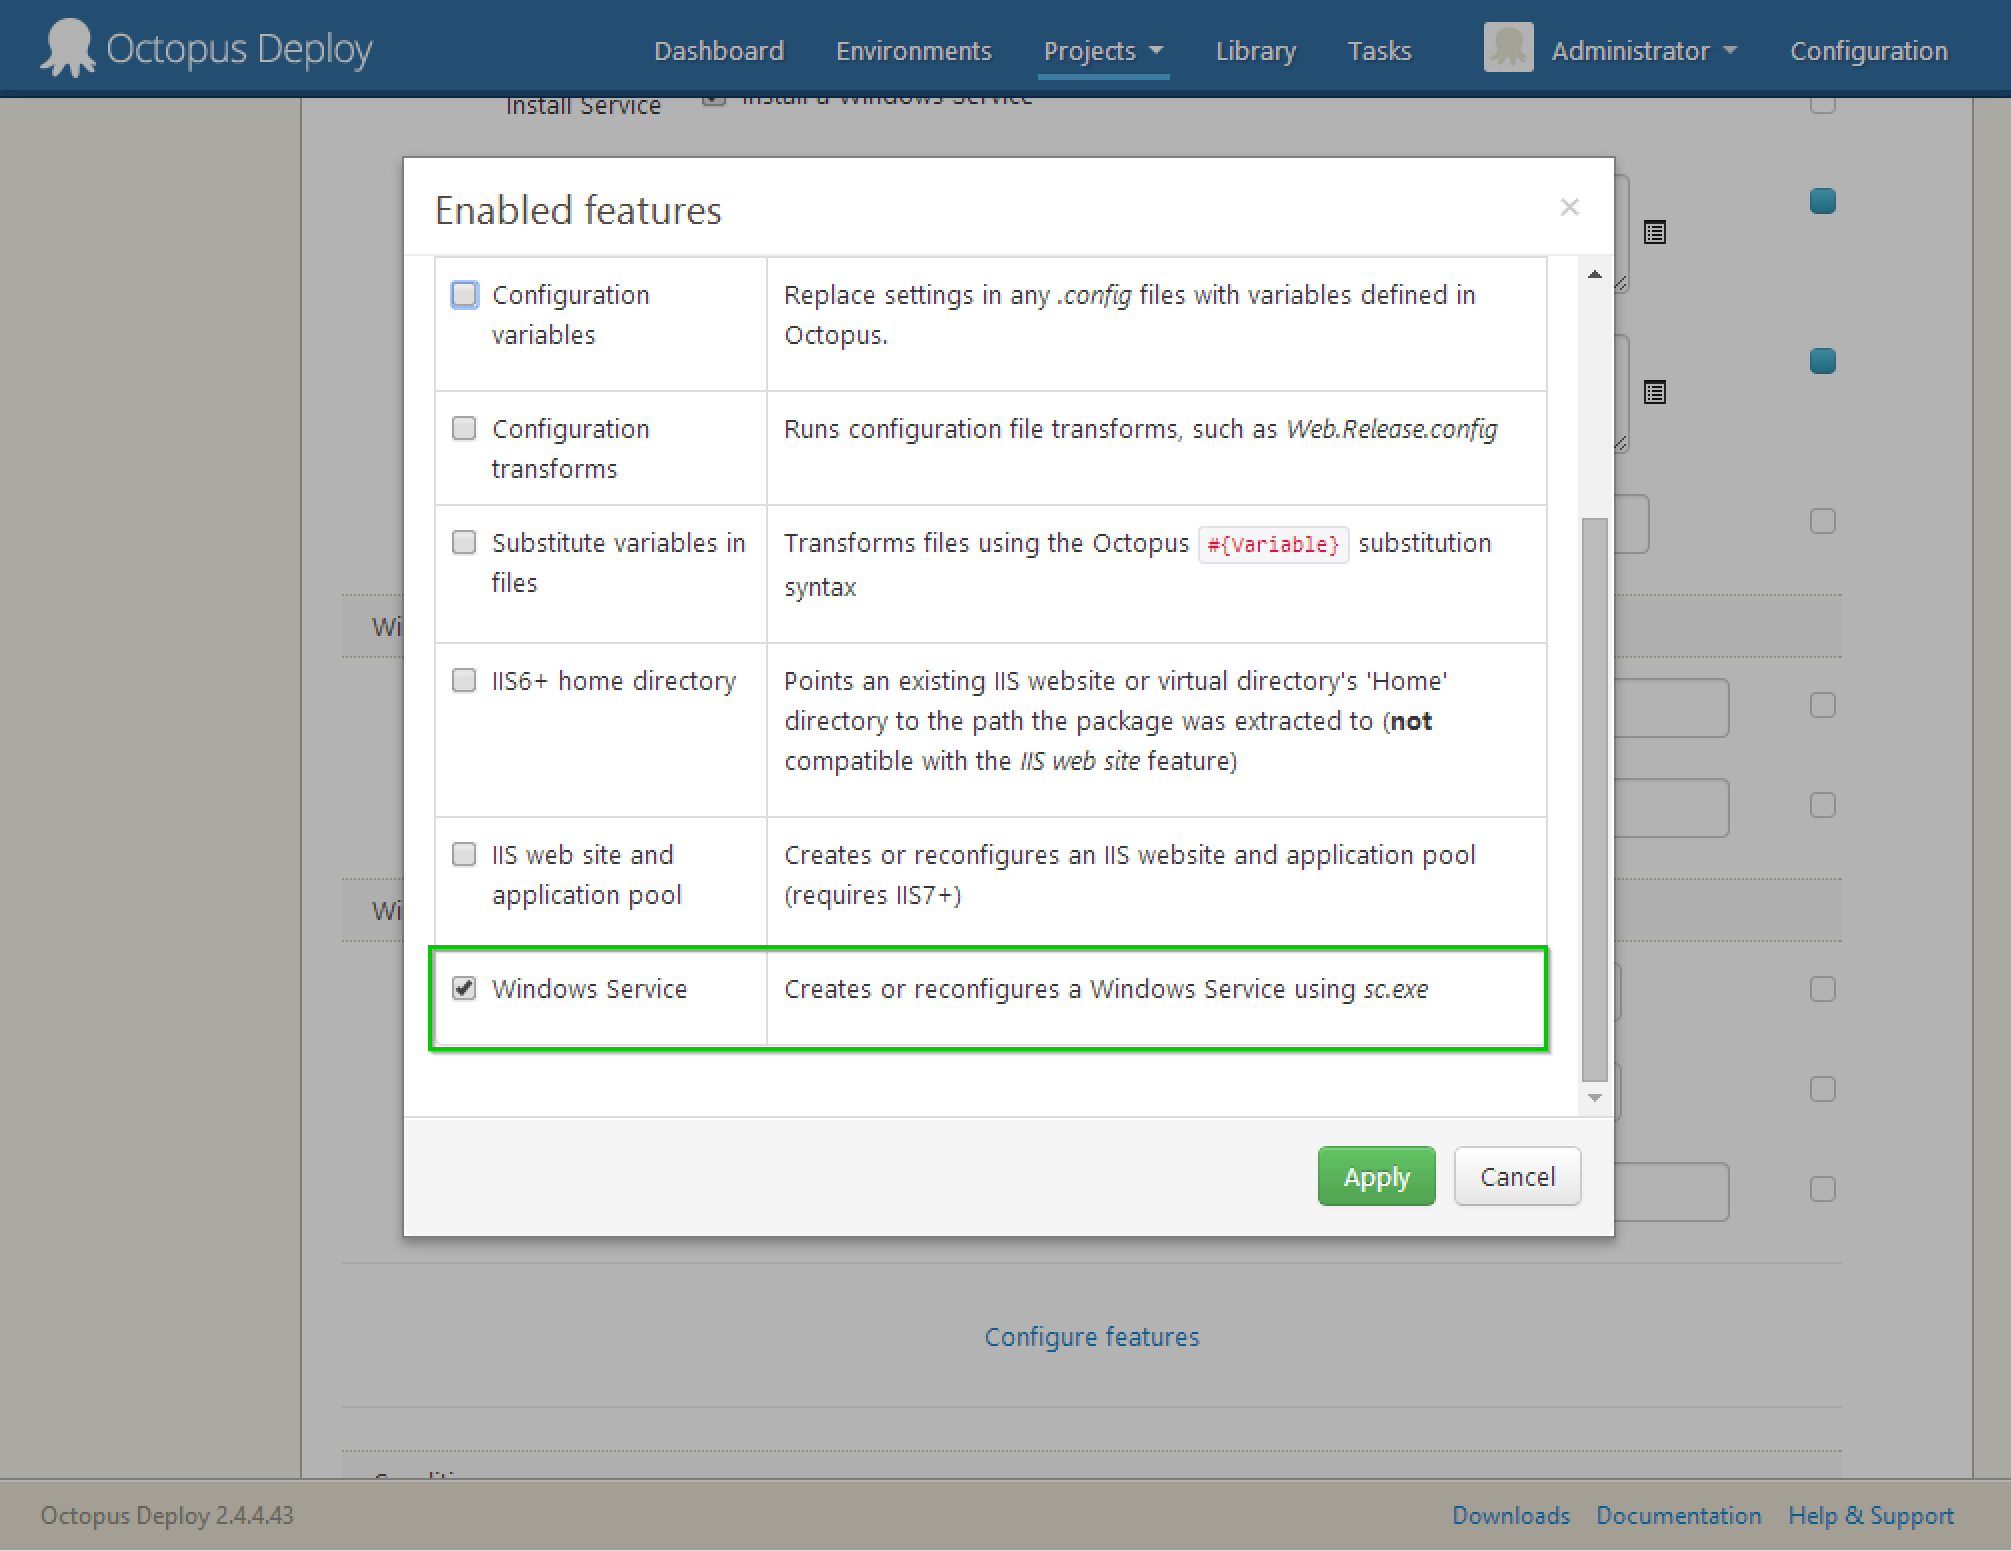 Octopus Deploy
Dashboard Environments Projects Library Tasks Administrator Configuration
Install Service Install a Windows Service
Enabled features ×
Configuration variables
Replace settings in any .config files with variables defined in
Octopus.
Configuration transforms
Runs configuration file transforms, such as Web.Release.config
Substitute variables in files
Transforms files using the Octopus #{Variable} substitution
syntax
IIS6+ home directory
Points an existing IIS website or virtual directory's 'Home'
directory to the path the package was extracted to (not
compatible with the IIS web site feature)
IIS web site and application pool
Creates or reconfigures an IIS website and application pool
(requires IIS7+)
Windows Service
Creates or reconfigures a Windows Service using sc.exe
Wi
Wi
Apply Cancel
Configure features
Octopus Deploy 2.4.4.43
Downloads Documentation Help & Support